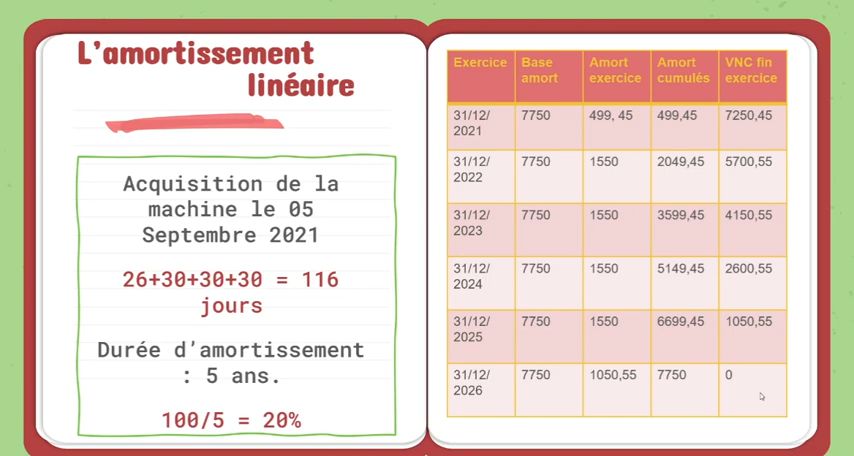 L'amortissement
linéaire
Acquisition de la
machine le 05
Septembre 2021
26+30+30+30 = 116
jours
Durée d'amortissement
: 5 ans.
100/5 = 20%
Exercice Base amort Amort exercice Amort cumulés VNC fin exercice
31/12/2021 7750 499, 45 499,45 7250,45
31/12/2022 7750 1550 2049,45 5700,55
31/12/2023 7750 1550 3599,45 4150,55
31/12/2024 7750 1550 5149,45 2600,55
31/12/2025 7750 1550 6699,45 1050,55
31/12/2026 7750 1050,55 7750 0